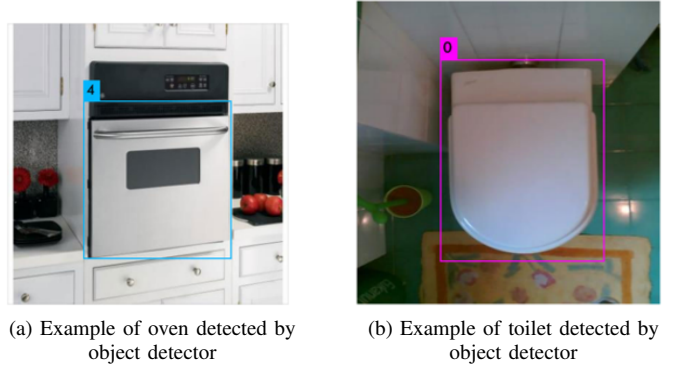 4
0
(a) Example of oven detected by
object detector
(b) Example of toilet detected by
object detector